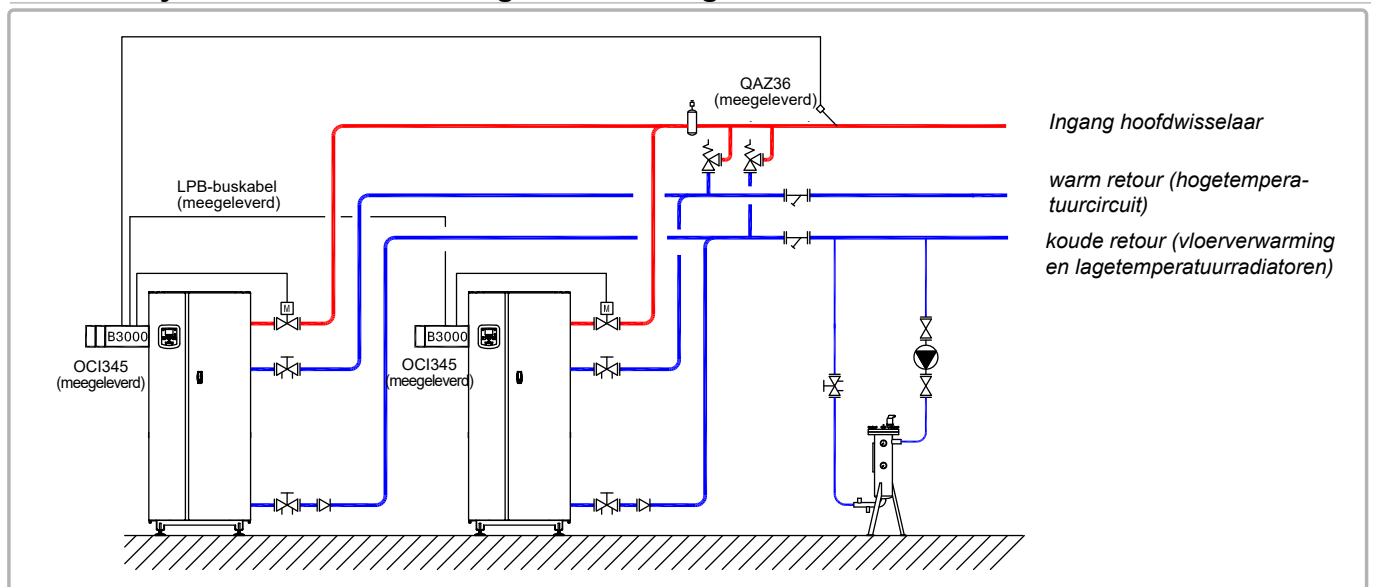 QAZ36
(meegeleverd)
Ingang hoofdwisselaar
LPB-buskabel
(meegeleverd)
warm retour (hogetempera-
tuurcircuit)
koude retour (vloerverwarming
en lagetemperatuurradiatoren)
M
M
B3000
B3000
OCI345
(meegeleverd)
OCI345
(meegeleverd)